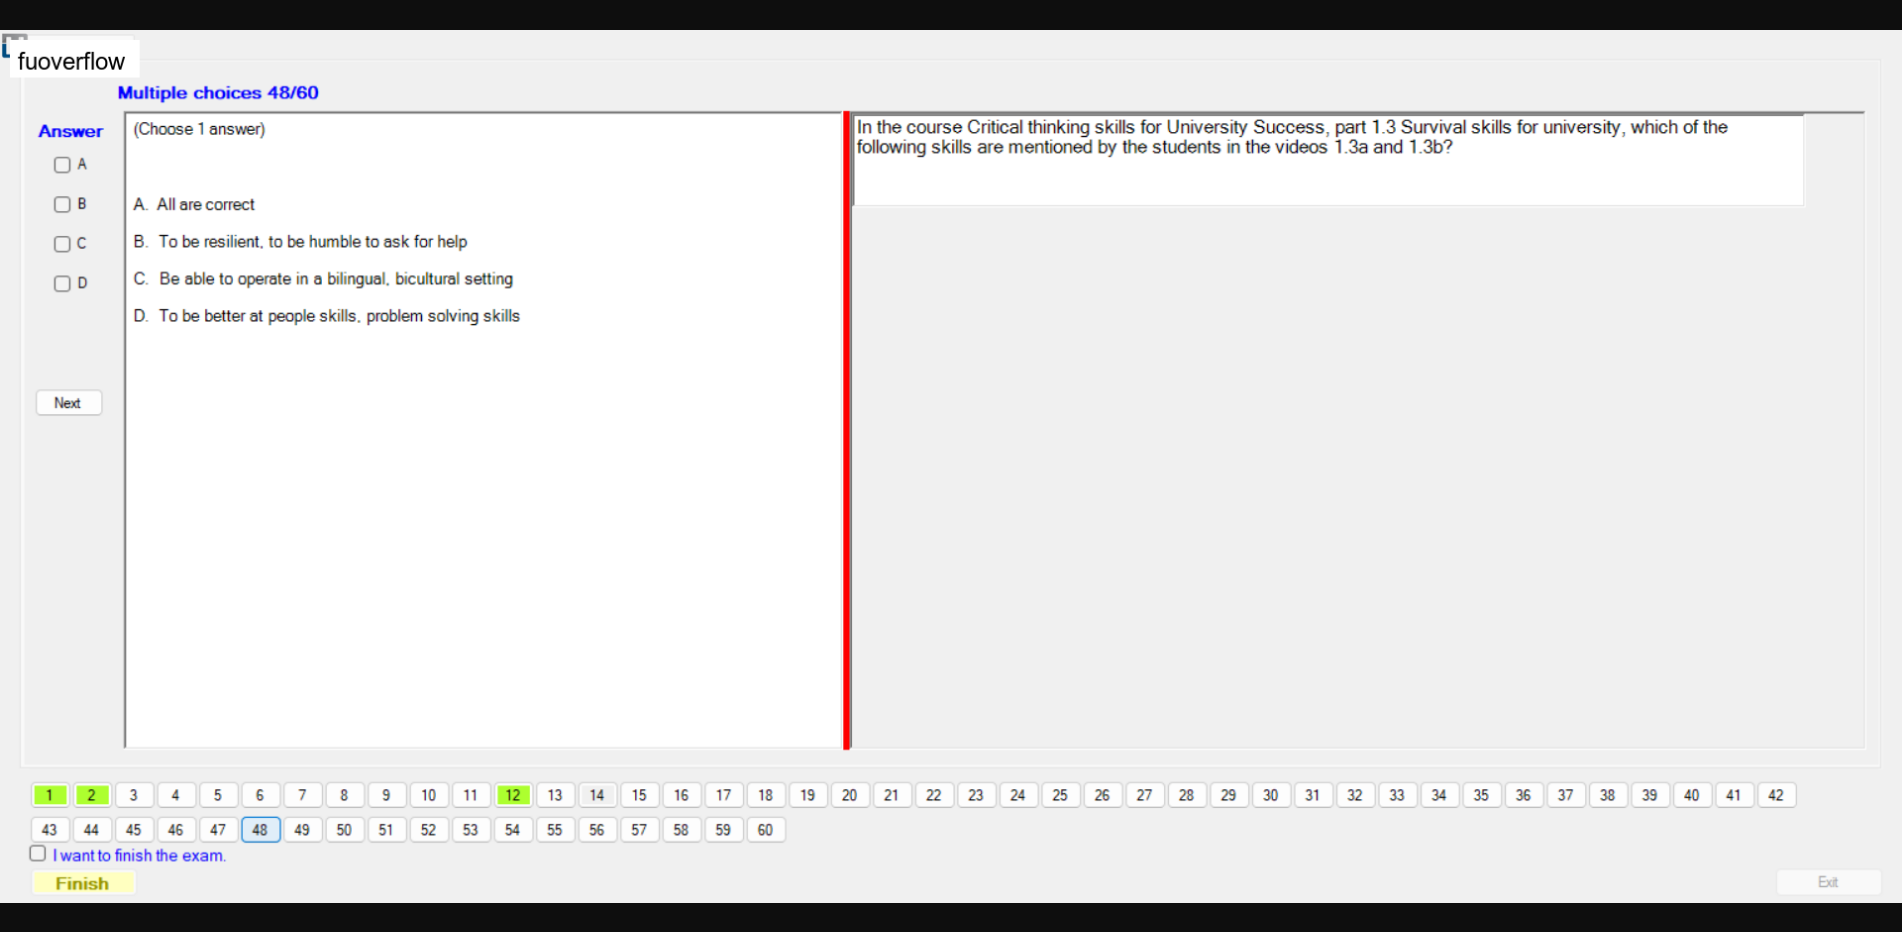 fuoverflow
Multiple choices 48/60
Answer
A
B
C
D
Next
(Choose 1 answer)
A. All are correct
B. To be resilient, to be humble to ask for help
C. Be able to operate in a bilingual, bicultural setting
D. To be better at people skills, problem solving skills
In the course Critical thinking skills for University Success, part 1.3 Survival skills for university, which of the
following skills are mentioned by the students in the videos 1.3a and 1.3b?
1 2 3 4 5 6 7 8 9 10 11 12 13 14 15 16 17 18 19 20 21 22 23 24 25 26 27 28 29 30 31 32 33 34 35 36 37 38 39 40 41 42
43 44 45 46 47 48 49 50 51 52 53 54 55 56 57 58 59 60
I want to finish the exam.
Finish
Exit